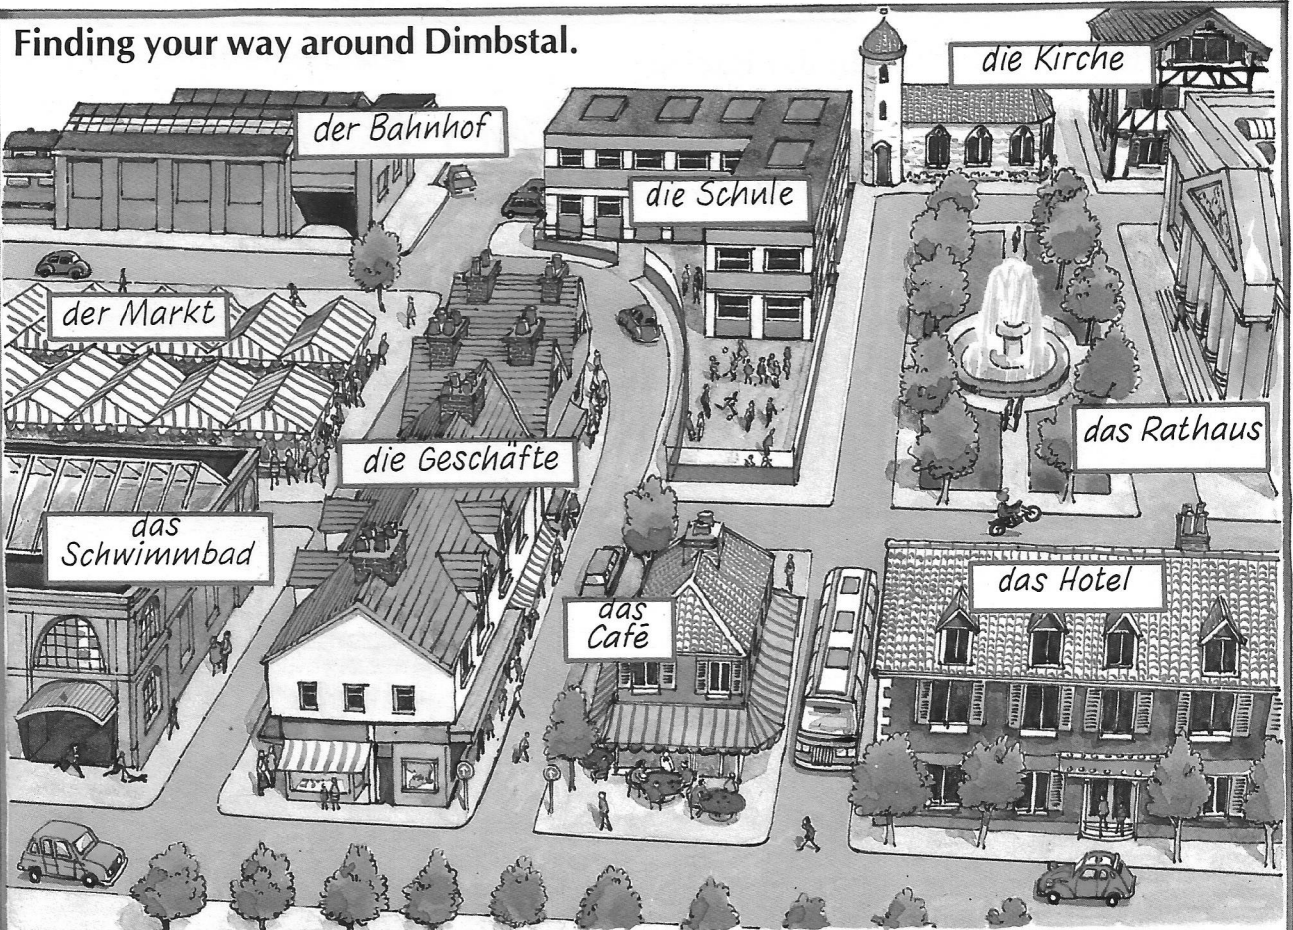 Finding your way around Dimbstal.
die Kirche
der Bahnhof
die Schule
der Markt
das Rathaus
die Geschäfte
das
Schwimmbad
das Hotel
das
Café